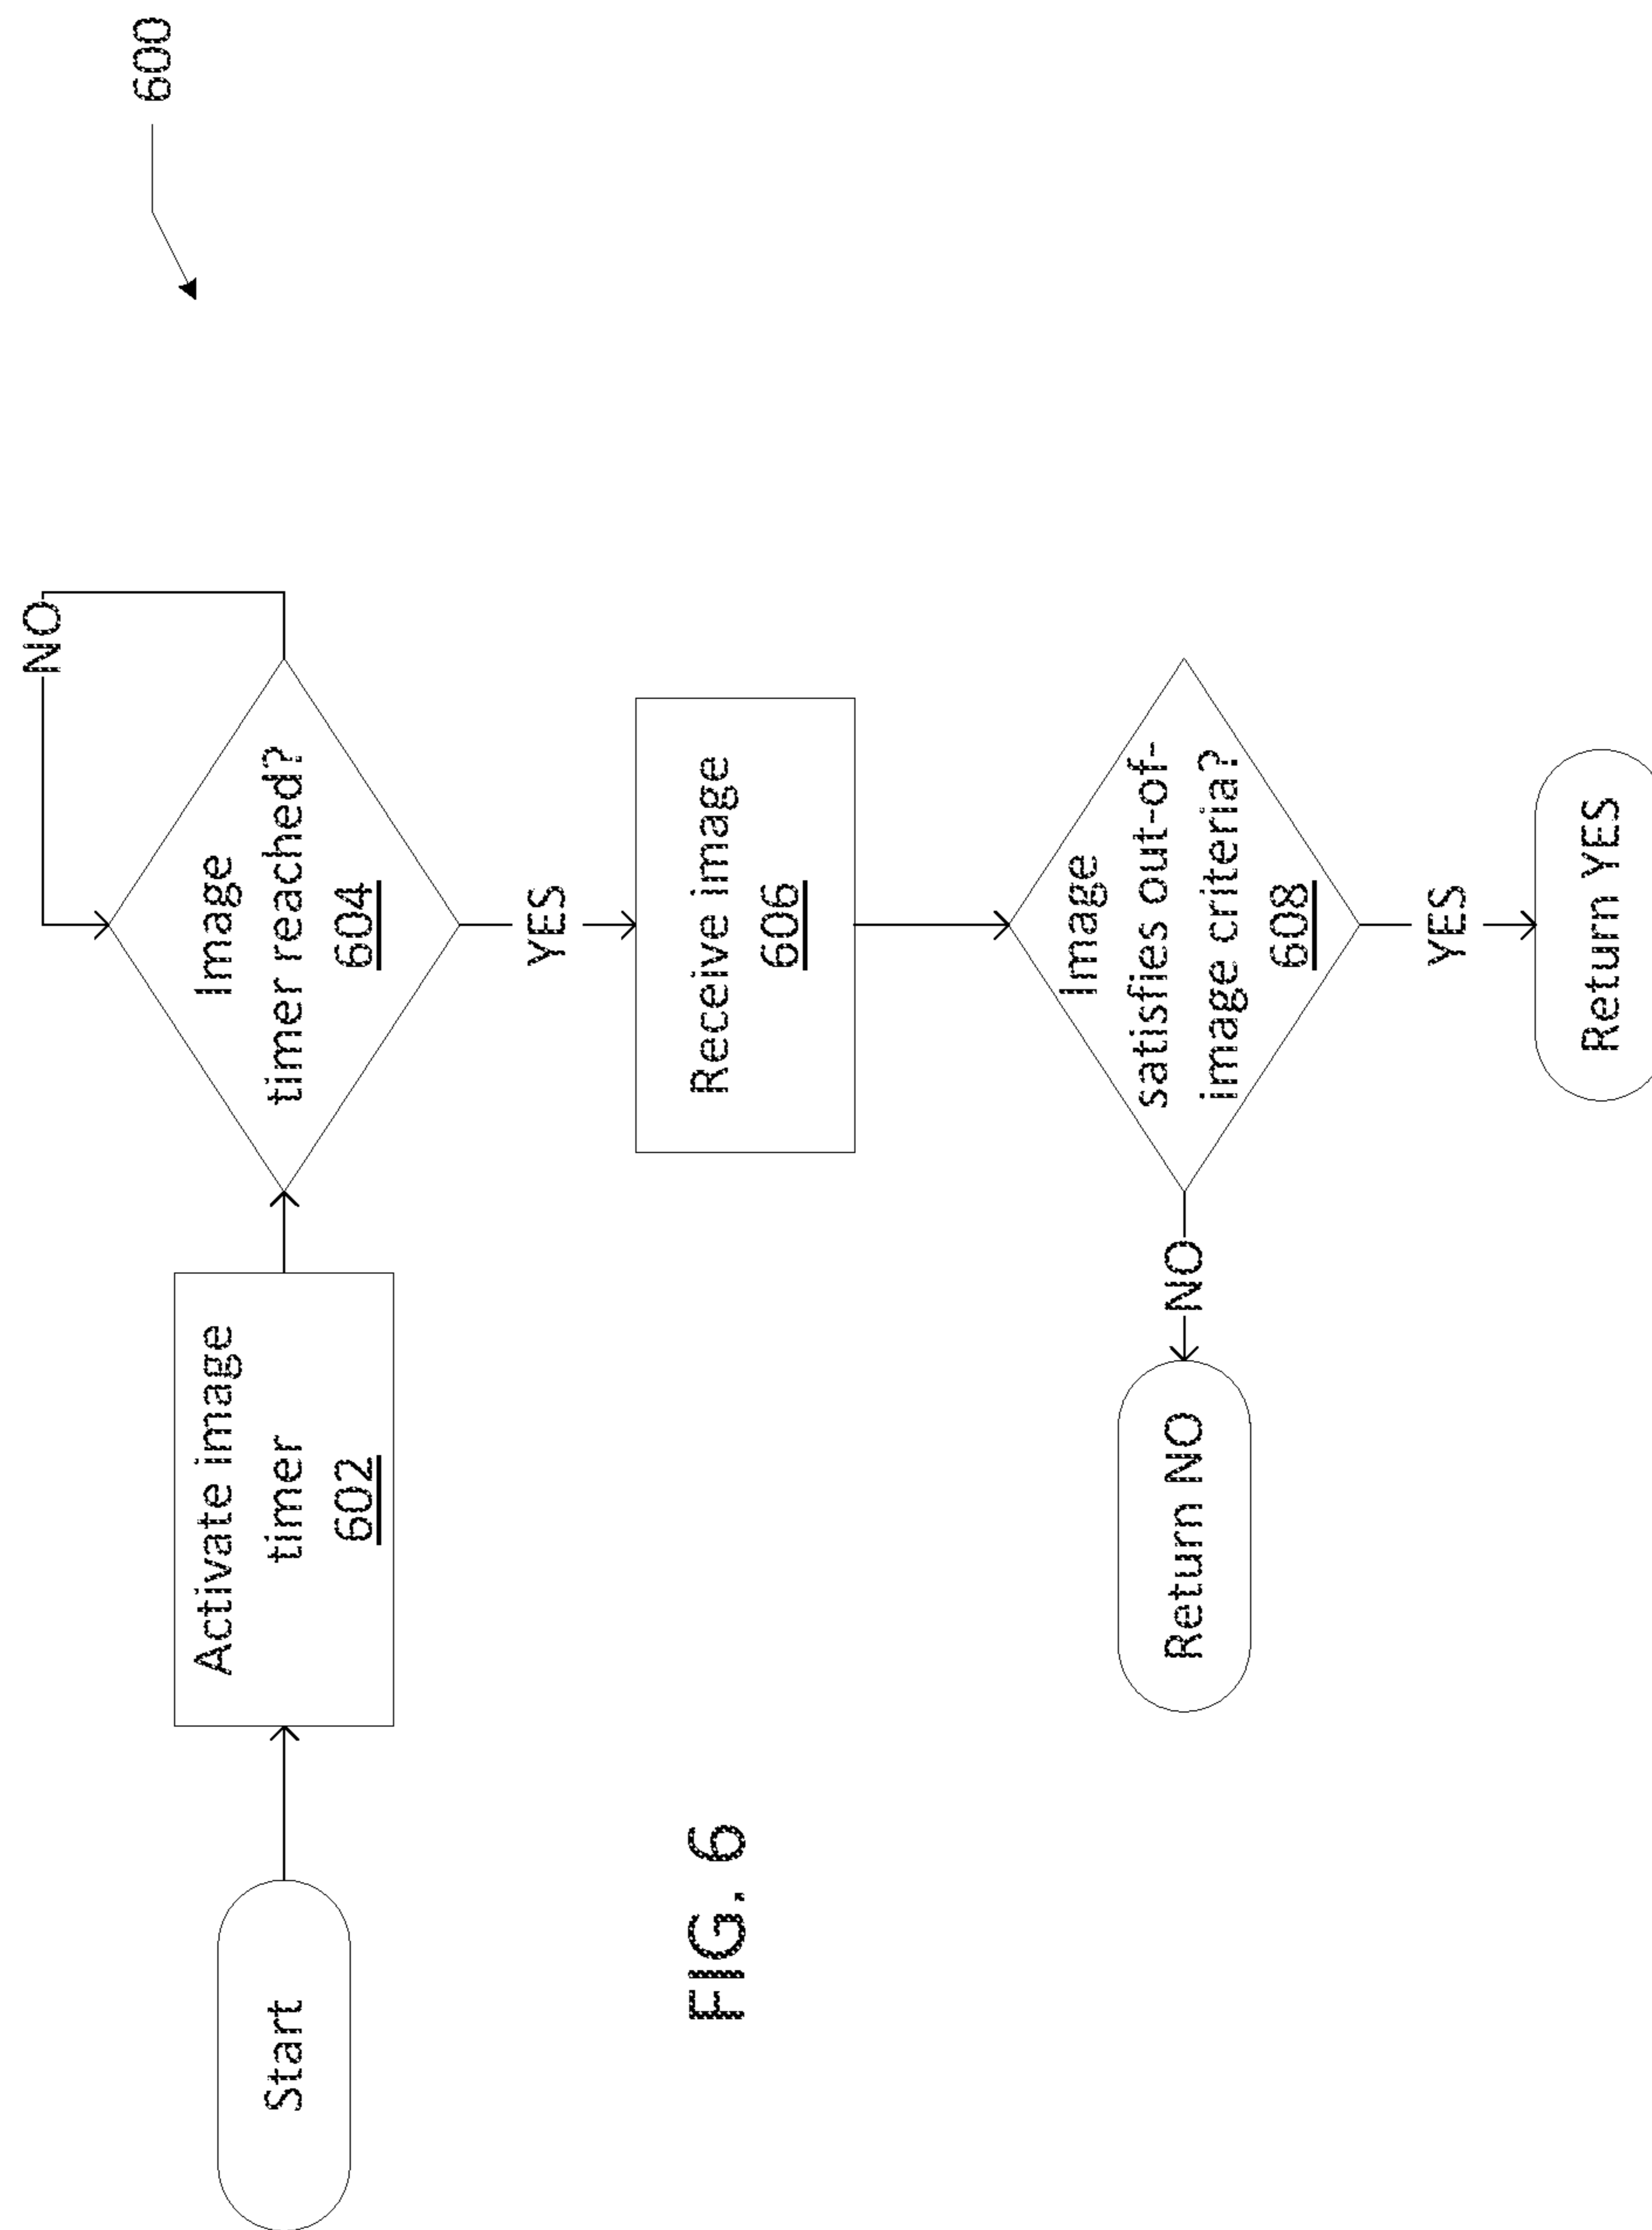 600
Start
Activate image
timer
602
Image
timer reached?
604
NO
YES
Receive image
606
Image
satisfies out-of-
image criteria?
608
NO
Return NO
YES
Return YES
FIG. 6